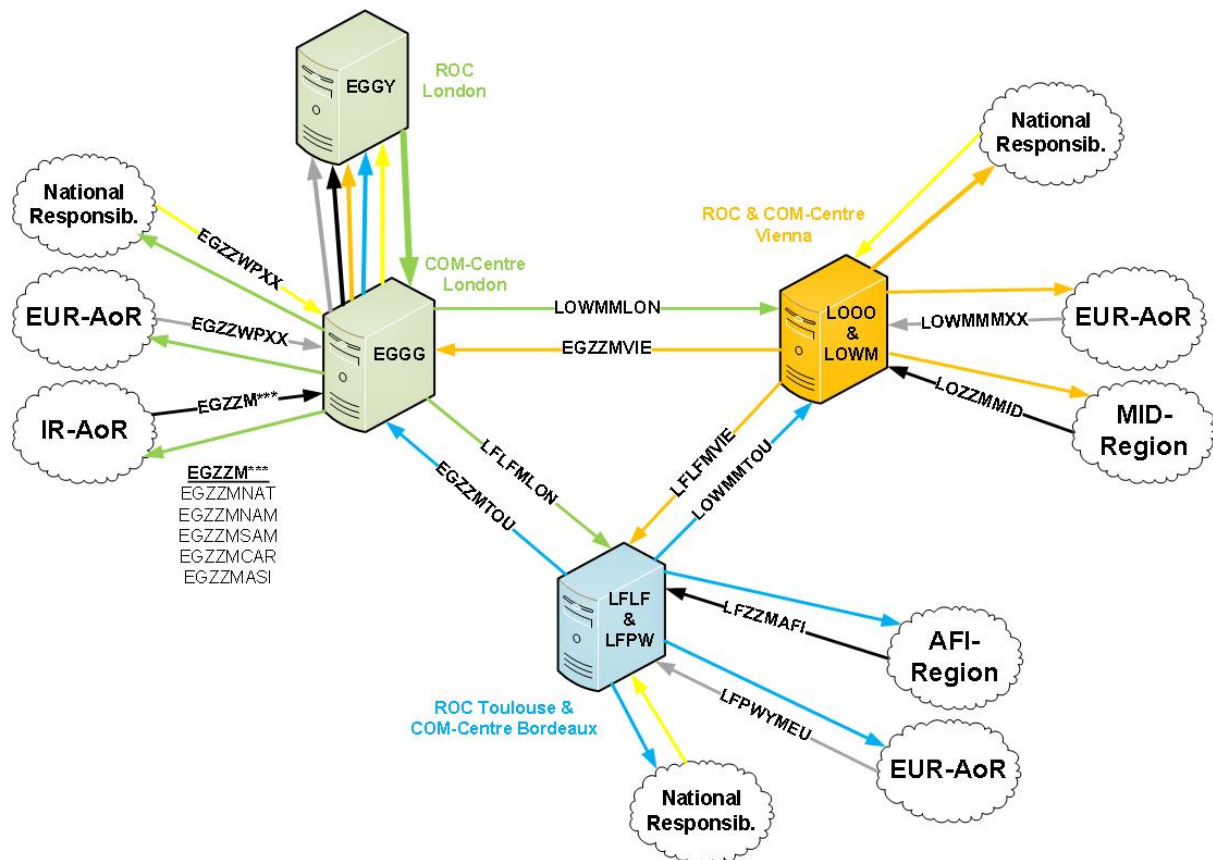 EGGY
ROC
London
National
Responsib.
National
Responsib.
EGZZWPXX
ROC & COM-Centre
Vienna
COM-Centre
London
EUR-AoR
EGZZWPXX
EGGG
LOWMMLON
EGZZMVIE
LOOO
&
LOWM
LOWMMMXX
EUR-AoR
IR-AoR
EGZZM***
LOZZMMID
MID-
Region
EGZZM***
EGZZMNAT
EGZZMNAM
EGZZMSAM
EGZZMCAR
EGZZMASI
LFLFMLON
EGZZMTOU
LFLFMVIE
LOWMMTOU
LFLF
&
LFPW
LFZZMAFI
AFI-
Region
ROC Toulouse &
COM-Centre Bordeaux
LFPWYMEU
EUR-AoR
National
Responsib.